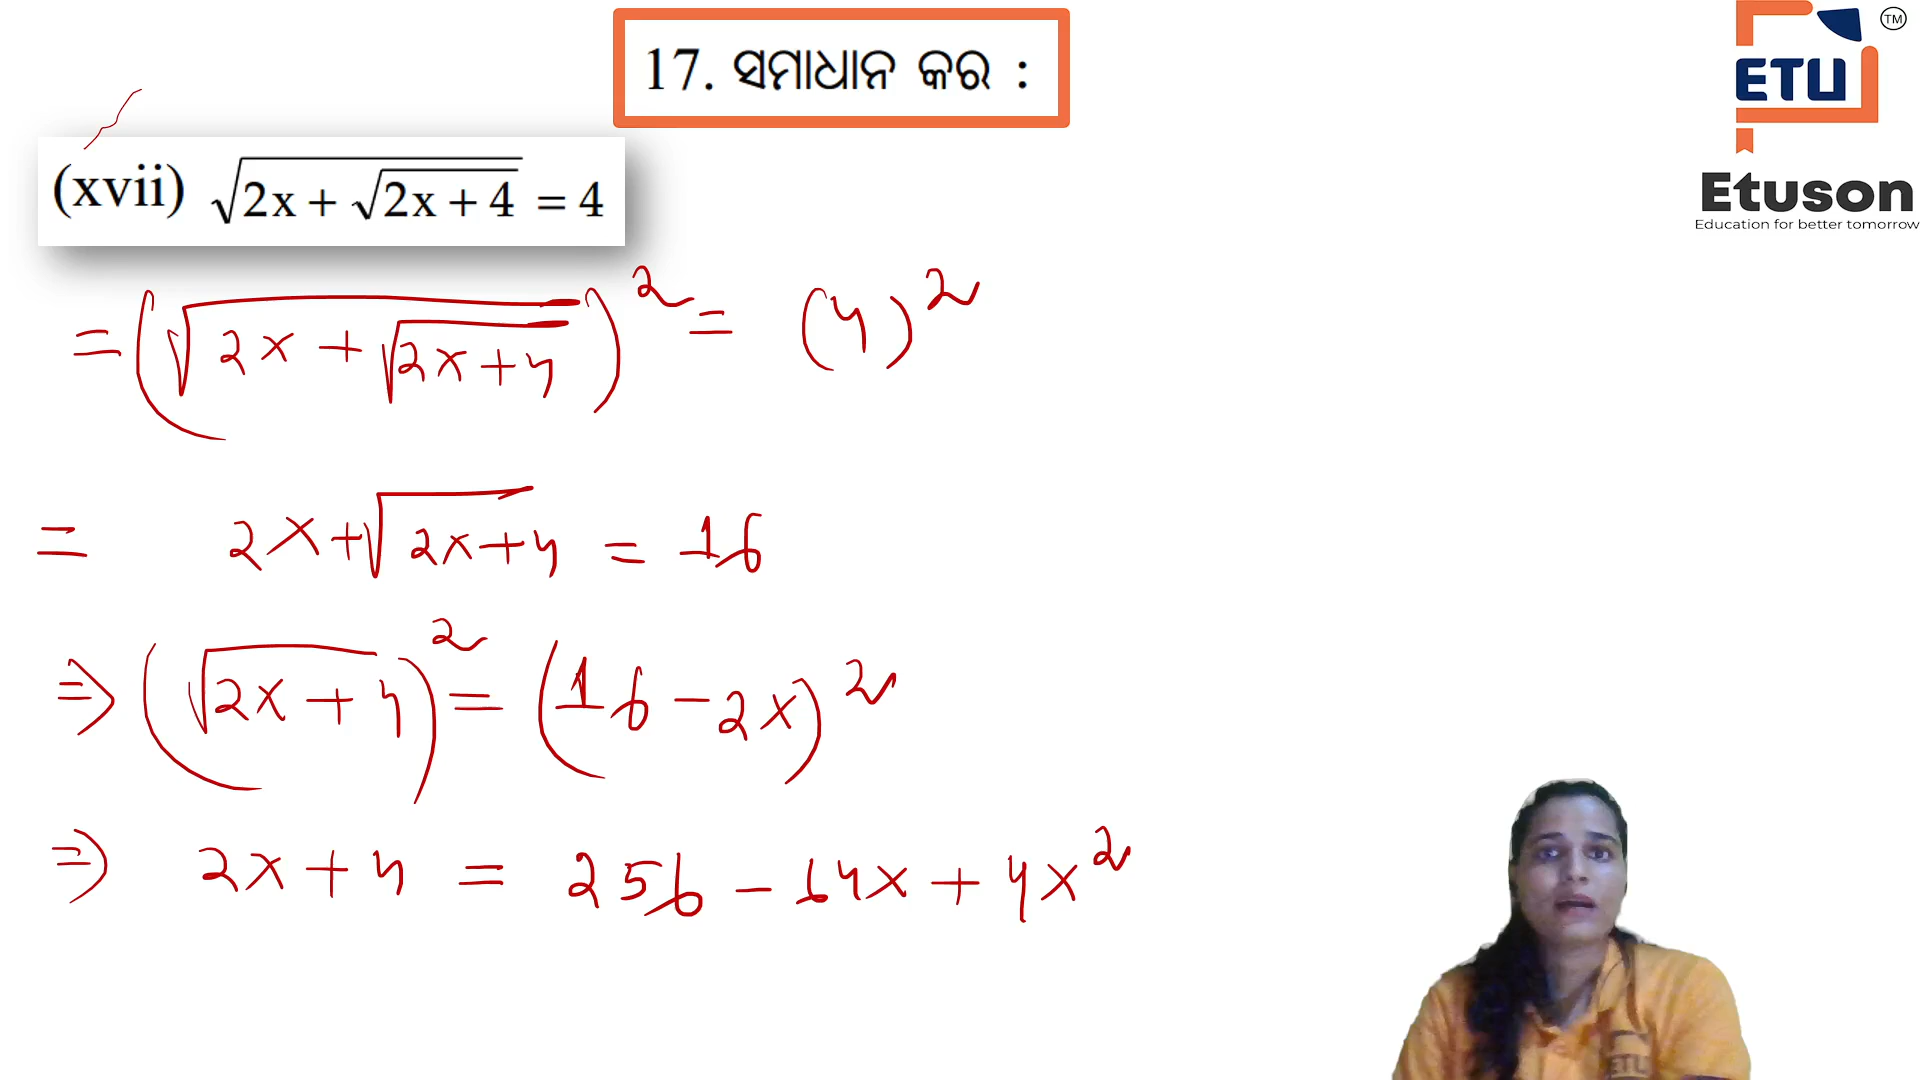 17. ସମାଧାନ କର :
TM
ETU
Etuson
Education for better tomorrow
(xvii) √(2x + √(2x + 4)) = 4
= (√(2x + √(2x + 4)))² = (4)²
= 2x + √(2x + 4) = 16
⇒ (√(2x + 4))² = (16 − 2x)²
⇒ 2x + 4 = 256 − 64x + 4x²
ETU